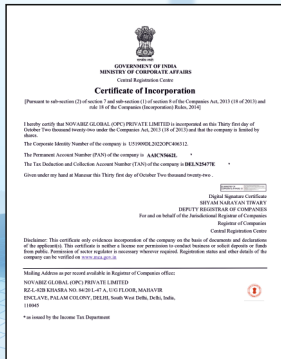 GOVERNMENT OF INDIA
MINISTRY OF CORPORATE AFFAIRS
Central Registration Centre
Certificate of Incorporation
[Pursuant to sub-section (2) of section 7 and sub-section (1) of section 8 of the Companies Act, 2013 (18 of 2013) and
rule 18 of the Companies (Incorporation) Rules, 2014]
I hereby certify that NOVABIZ GLOBAL (OPC) PRIVATE LIMITED is incorporated on this Thirty first day of
October Two thousand twenty-two under the Companies Act, 2013 (18 of 2013) and that the company is limited by
shares.
The Corporate Identity Number of the company is U51909DL2022OPC406312.
The Permanent Account Number (PAN) of the company is AAICN5662L *
The Tax Deduction and Collection Account Number (TAN) of the company is DELN25477E *
Given under my hand at Manesar this Thirty first day of October Two thousand twenty-two .
Digital Signature Certificate
SHYAM NARAYAN TIWARY
DEPUTY REGISTRAR OF COMPANIES
For and on behalf of the Jurisdictional Registrar of Companies
Registrar of Companies
Central Registration Centre
Disclaimer: This certificate only evidences incorporation of the company on the basis of documents and declarations
of the applicant(s). This certificate is neither a license nor permission to conduct business or solicit deposits or funds
from public. Permission of sector regulator is necessary wherever required. Registration status and other details of the
company can be verified on www.mca.gov.in
Mailing Address as per record available in Registrar of Companies office:
NOVABIZ GLOBAL (OPC) PRIVATE LIMITED
RZ-L-92B KHASRA NO. 84/20 L-47 A, U/G FLOOR, MAHAVIR
ENCLAVE, PALAM COLONY, DELHI, South West Delhi, Delhi, India,
110045
* as issued by the Income Tax Department